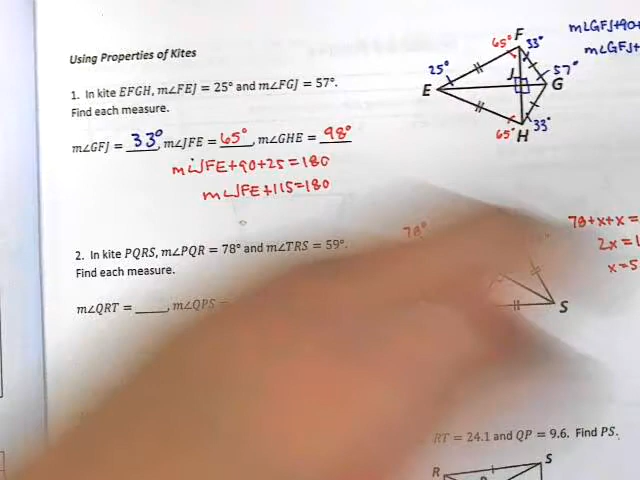 Using Properties of Kites
1. In kite EFGH, m∠FEJ = 25° and m∠FGJ = 57°.
Find each measure.
m∠GFJ = 33°, m∠JFE = 65°, m∠GHE = 98°
m∠JFE+90+25=180
m∠JFE+115=180
65° F 33°
25° J 57°
E G
65° H 33°
m∠GFJ+90+
m∠GFJ+
2. In kite PQRS, m∠PQR = 78° and m∠TRS = 59°.
Find each measure.
m∠QRT = ____, m∠QPS =
78°
S
78+x+x=
2x=1
x=5
RT = 24.1 and QP = 9.6. Find PS.
R S